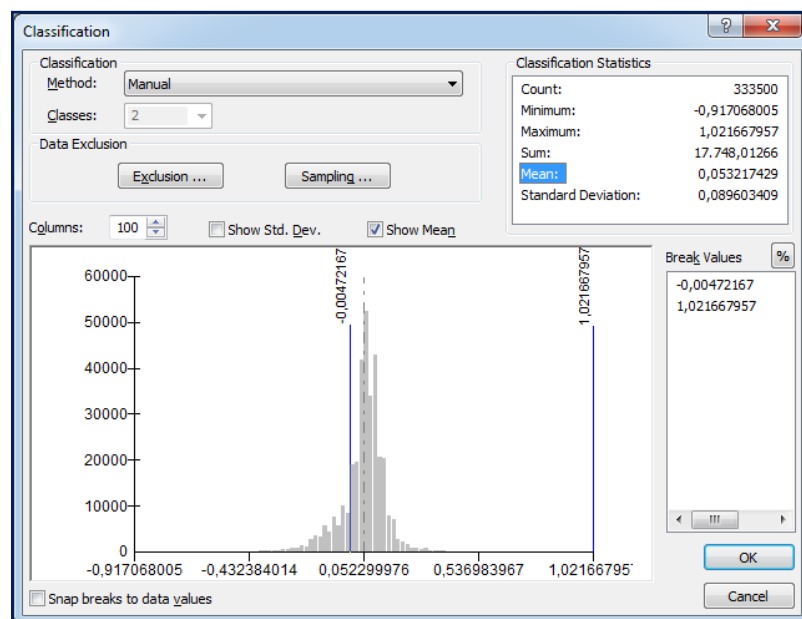 Classification
Classification
Method: Manual
Classes: 2
Data Exclusion
Exclusion ...
Sampling ...
Classification Statistics
Count: 333500
Minimum: -0,917068005
Maximum: 1,021667957
Sum: 17.748,01266
Mean: 0,053217429
Standard Deviation: 0,089603409
Columns: 100
Show Std. Dev.
Show Mean
Break Values
%
-0,00472167
1,021667957
60000
50000
40000
30000
20000
10000
0
-0,00472167
1,021667957
-0,917068005 -0,432384014 0,052299976 0,536983967 1,02166795
OK
Snap breaks to data values
Cancel